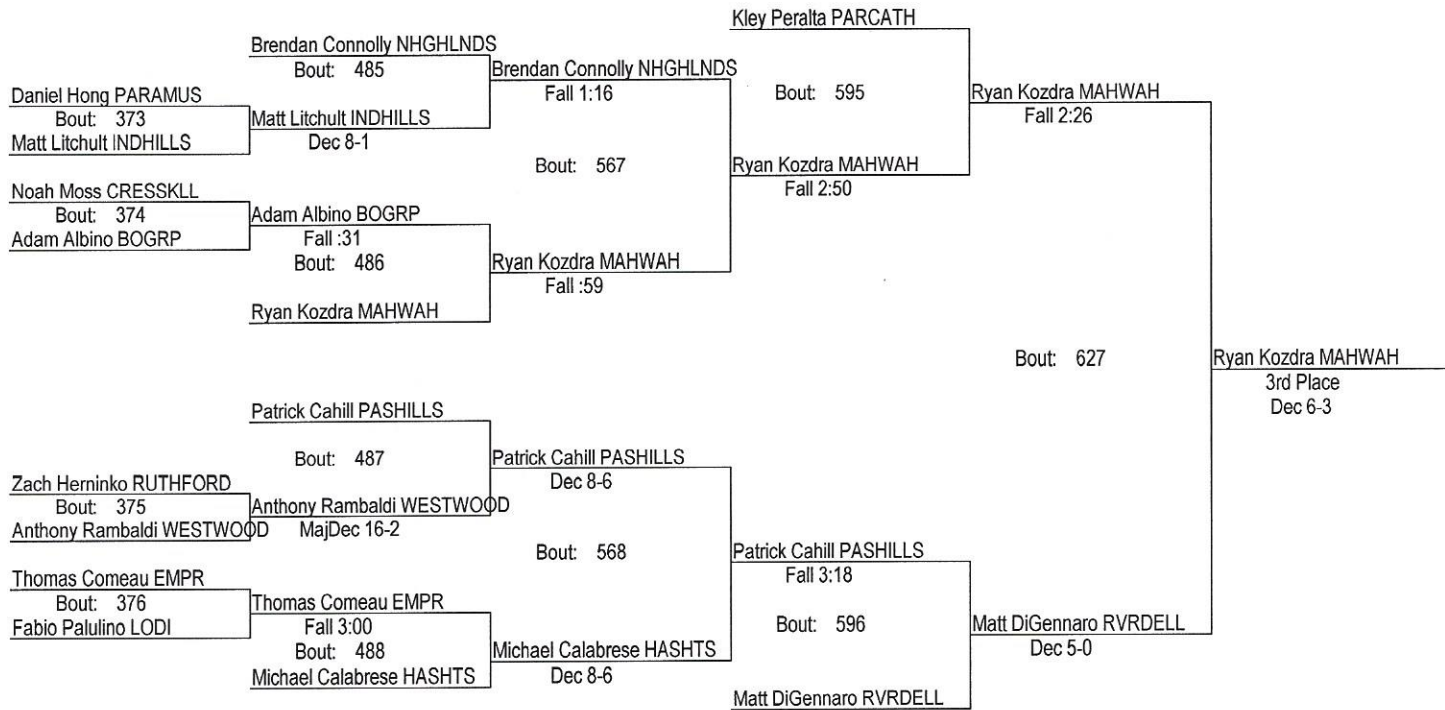 Kley Peralta PARCATH
Brendan Connolly NHGHLNDS
Bout: 485
Brendan Connolly NHGHLNDS
Fall 1:16
Daniel Hong PARAMUS
Bout: 373
Matt Litchult INDHILLS
Matt Litchult INDHILLS
Dec 8-1
Bout: 595
Ryan Kozdra MAHWAH
Fall 2:26
Bout: 567
Ryan Kozdra MAHWAH
Fall 2:50
Noah Moss CRESSKLL
Bout: 374
Adam Albino BOGRP
Adam Albino BOGRP
Fall :31
Bout: 486
Ryan Kozdra MAHWAH
Fall :59
Ryan Kozdra MAHWAH
Bout: 627
Ryan Kozdra MAHWAH
3rd Place
Dec 6-3
Patrick Cahill PASHILLS
Bout: 487
Patrick Cahill PASHILLS
Dec 8-6
Zach Herninko RUTHFORD
Bout: 375
Anthony Rambaldi WESTWOOD
Anthony Rambaldi WESTWOOD
MajDec 16-2
Bout: 568
Patrick Cahill PASHILLS
Fall 3:18
Thomas Comeau EMPR
Bout: 376
Fabio Palulino LODI
Thomas Comeau EMPR
Fall 3:00
Bout: 488
Michael Calabrese HASHTS
Michael Calabrese HASHTS
Dec 8-6
Bout: 596
Matt DiGennaro RVRDELL
Dec 5-0
Matt DiGennaro RVRDELL